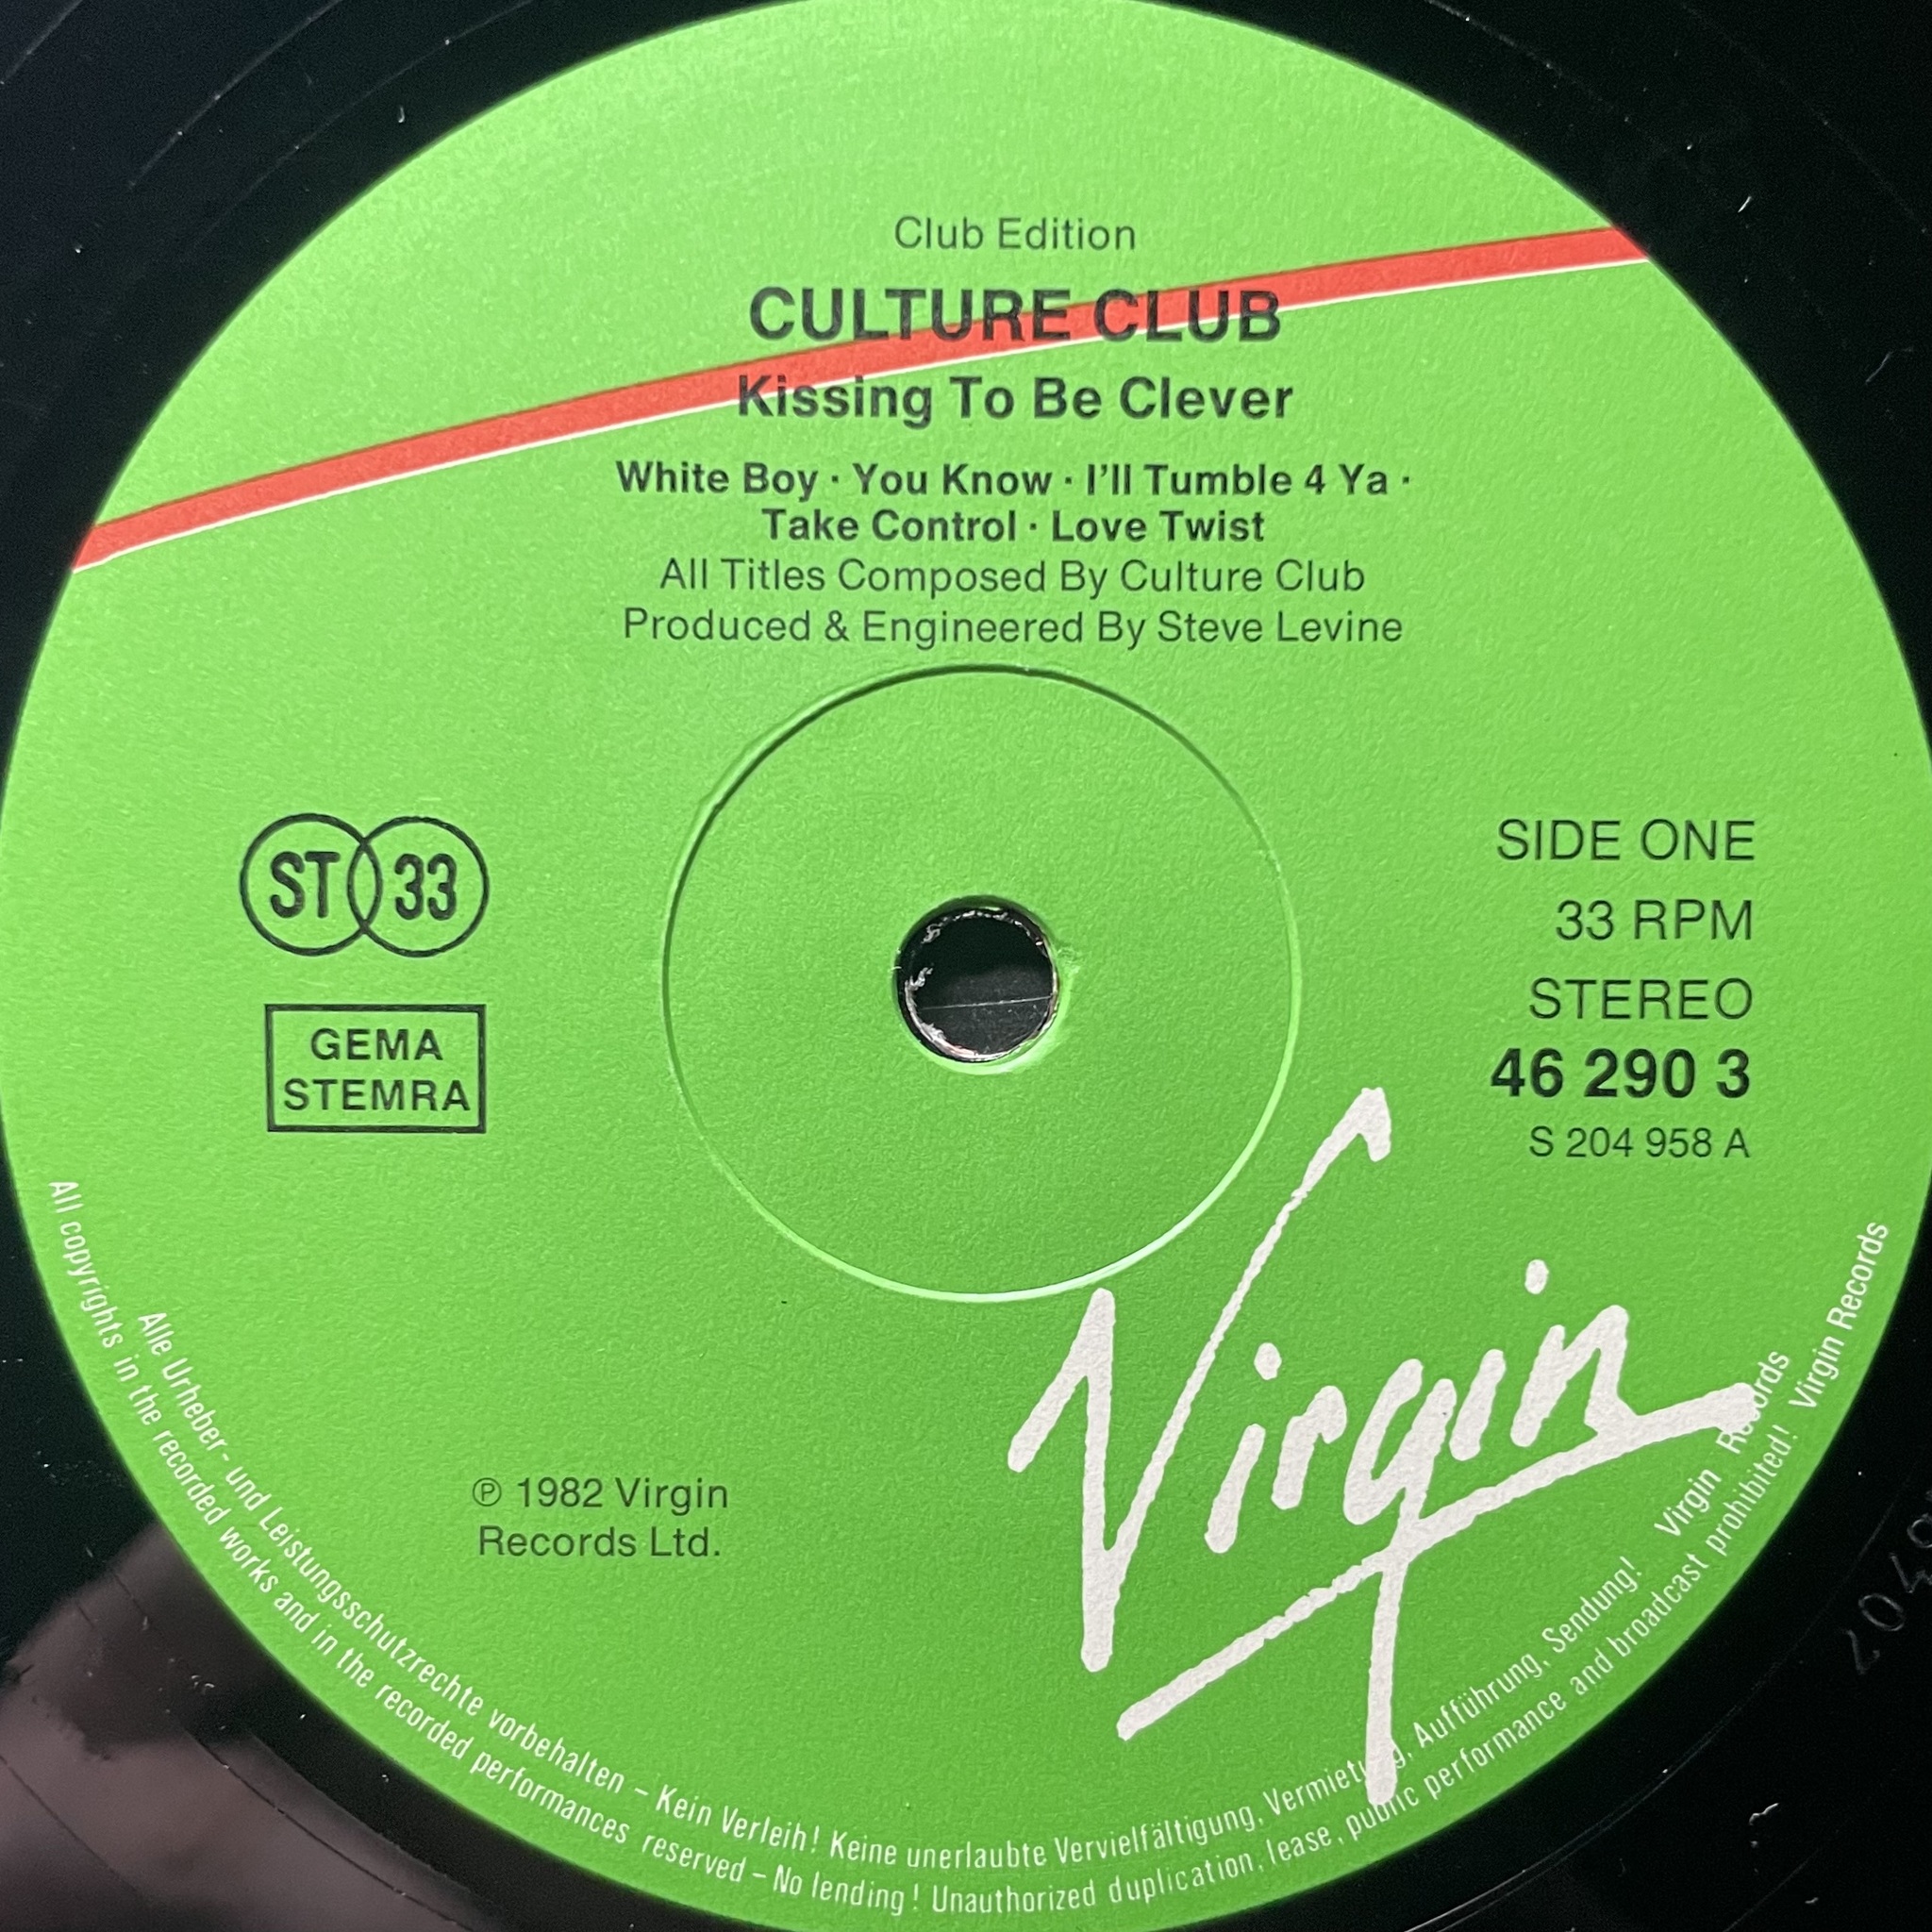 Club Edition
CULTURE CLUB
Kissing To Be Clever
White Boy · You Know · I'll Tumble 4 Ya ·
Take Control · Love Twist
All Titles Composed By Culture Club
Produced & Engineered By Steve Levine
ST 33
GEMA
STEMRA
SIDE ONE
33 RPM
STEREO
46 290 3
S 204 958 A
Virgin
℗ 1982 Virgin
Records Ltd.
Alle Urheber- und Leistungsschutzrechte vorbehalten – Kein Verleih! Keine unerlaubte Vervielfältigung, Vermietung, Aufführung, Sendung! Virgin Records
All copyrights in the recorded works and in the recorded performances reserved – No lending! Unauthorized duplication, lease, public performance and broadcast prohibited! Virgin Records